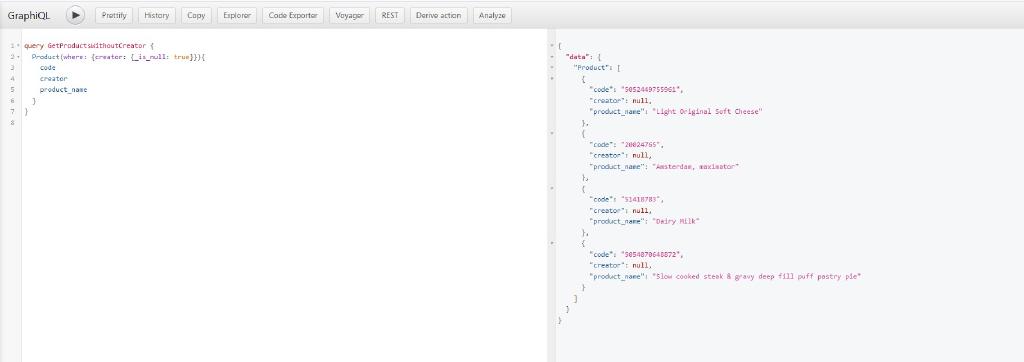 GraphiQL Prettify History Copy Explorer Code Exporter Voyager REST Derive action Analyze
1 query GetProductsWithoutCreator {
2 Product(where: {creator: {_is_null: true}}){
3 code
4 creator
5 product_name
6 }
7 }
8
{
"data": {
"Product": [
{
"code": "5052449755961",
"creator": null,
"product_name": "Light Original Soft Cheese"
},
{
"code": "20024765",
"creator": null,
"product_name": "Amsterdam, maximator"
},
{
"code": "51418783",
"creator": null,
"product_name": "Dairy Milk"
},
{
"code": "5054070648872",
"creator": null,
"product_name": "Slow cooked steak & gravy deep fill puff pastry pie"
}
]
}
}